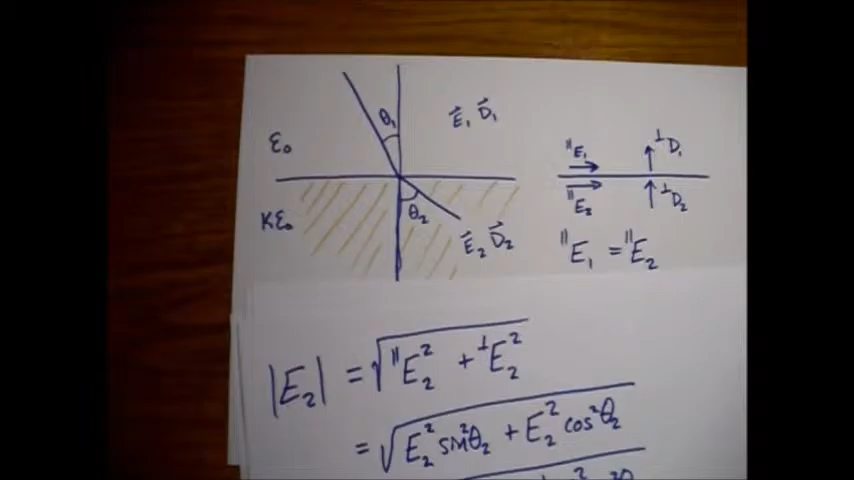 θ₁
E⃗₁ D⃗₁
ε₀
Kε₀
θ₂
E⃗₂ D⃗₂
"E₁
⊥D₁
"E₂
⊥D₂
"E₁ = "E₂
|E₂| = √("E₂² + ⊥E₂²)
= √(E₂² sin²θ₂ + E₂² cos²θ₂)